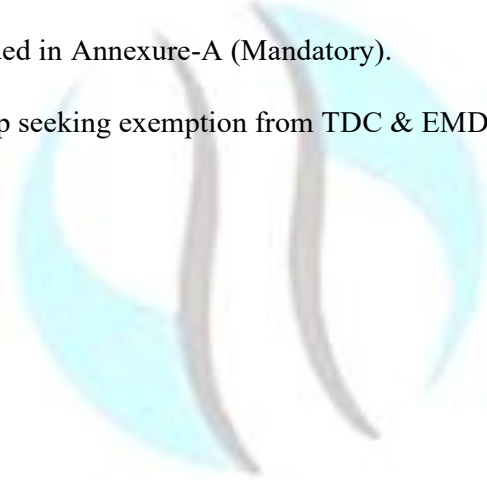 ed in Annexure-A (Mandatory).
p seeking exemption from TDC & EMD